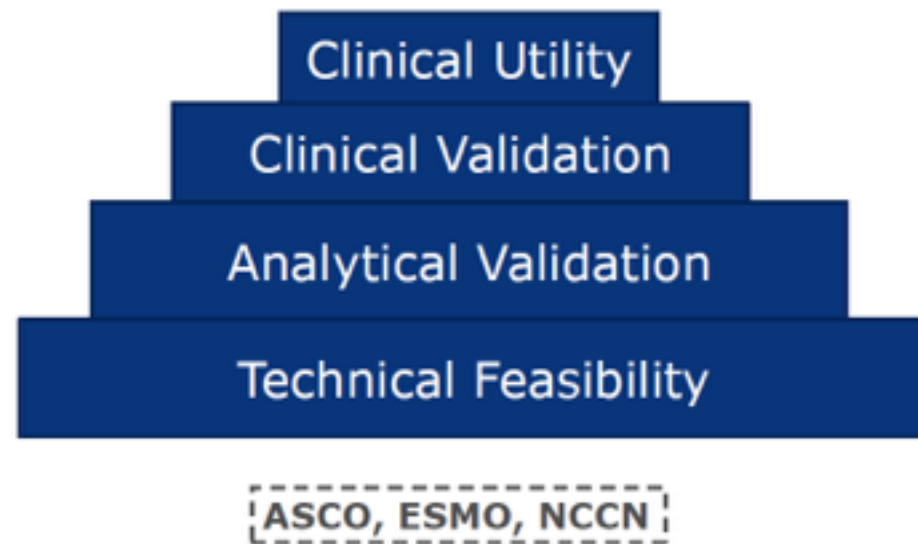 Clinical Utility
Clinical Validation
Analytical Validation
Technical Feasibility
ASCO, ESMO, NCCN